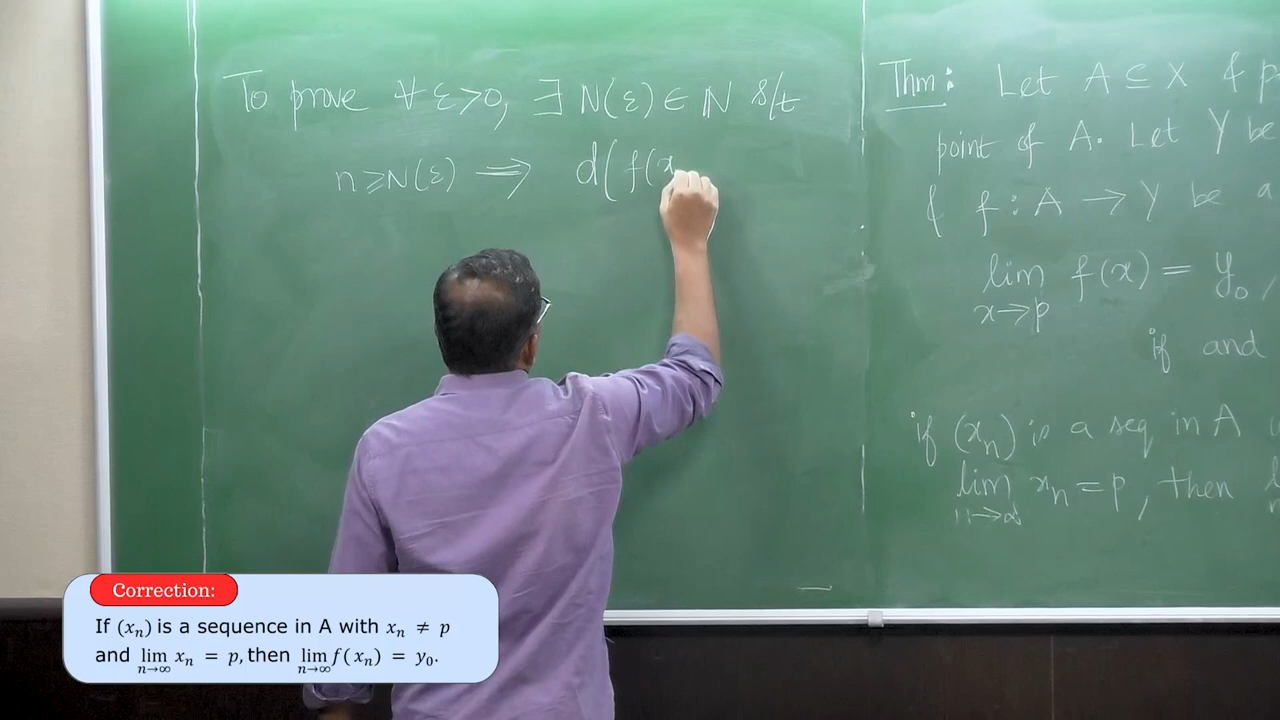 To prove ∀ ε>0, ∃ N(ε) ∈ ℕ s/t
n ≥ N(ε) ⟹ d(f(x
Thm: Let A ⊆ X & p
point of A. Let Y be
& f : A → Y be a
lim f(x) = y₀,
x→p
if and
if (xₙ) is a seq in A
lim xₙ = p, then
n→∞
Correction:
If (xₙ) is a sequence in A with xₙ ≠ p
and lim xₙ = p, then lim f(xₙ) = y₀.
n→∞ n→∞